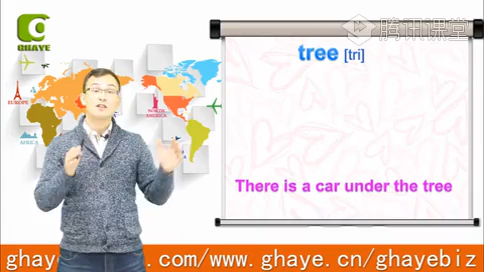 GHAYE
腾讯课堂
tree [tri]
EUROPE
NORTH
AMERICA
AFRICA
There is a car under the tree
.com/www.ghaye.cn/ghayebiz